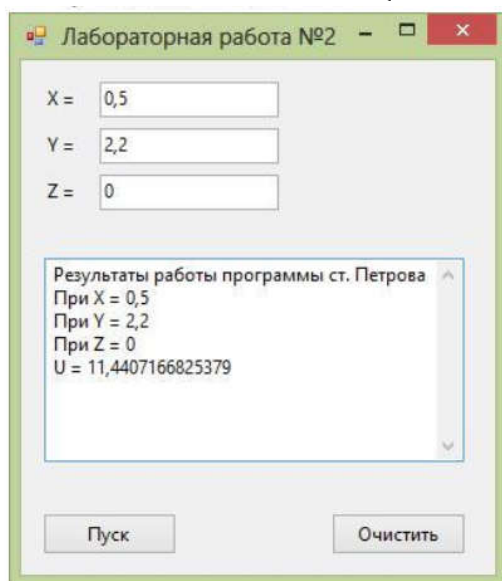 Лабораторная работа №2
X = 0,5
Y = 2,2
Z = 0
Результаты работы программы ст. Петрова
При X = 0,5
При Y = 2,2
При Z = 0
U = 11,4407166825379
Пуск Очистить